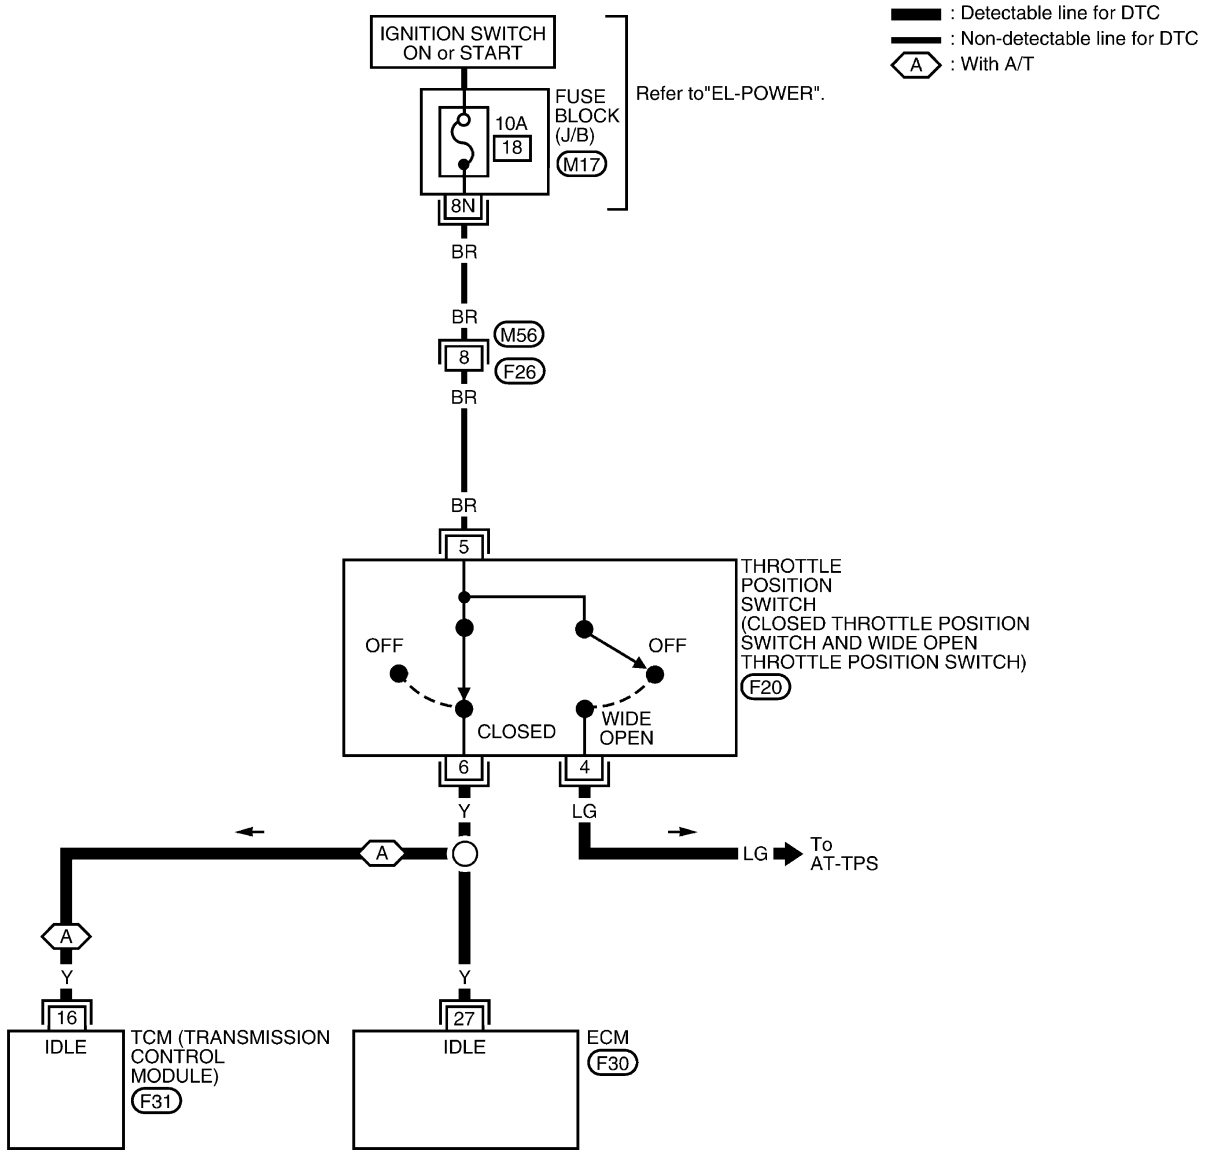 : Detectable line for DTC
: Non-detectable line for DTC
A : With A/T
IGNITION SWITCH
ON or START
Refer to"EL-POWER".
FUSE
BLOCK
(J/B)
M17
10A
18
8N
BR
BR
M56
8
F26
BR
BR
5
THROTTLE
POSITION
SWITCH
(CLOSED THROTTLE POSITION
SWITCH AND WIDE OPEN
THROTTLE POSITION SWITCH)
F20
OFF
OFF
CLOSED
WIDE
OPEN
6
4
Y
LG
A
LG
To
AT-TPS
A
Y
Y
16
27
IDLE
TCM (TRANSMISSION
CONTROL
MODULE)
F31
IDLE
ECM
F30